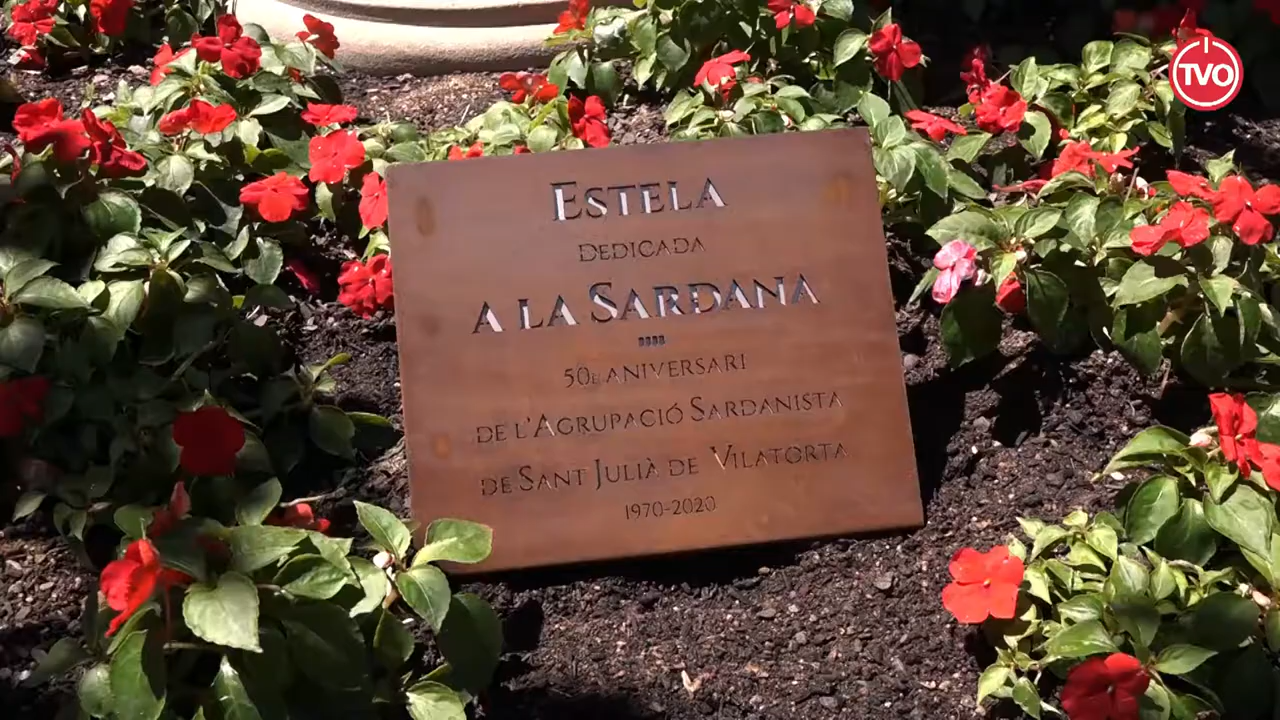 TVO
ESTELA
DEDICADA
A LA SARDANA
50È ANIVERSARI
DE L'AGRUPACIÓ SARDANISTA
DE SANT JULIÀ DE VILATORTA
1970-2020